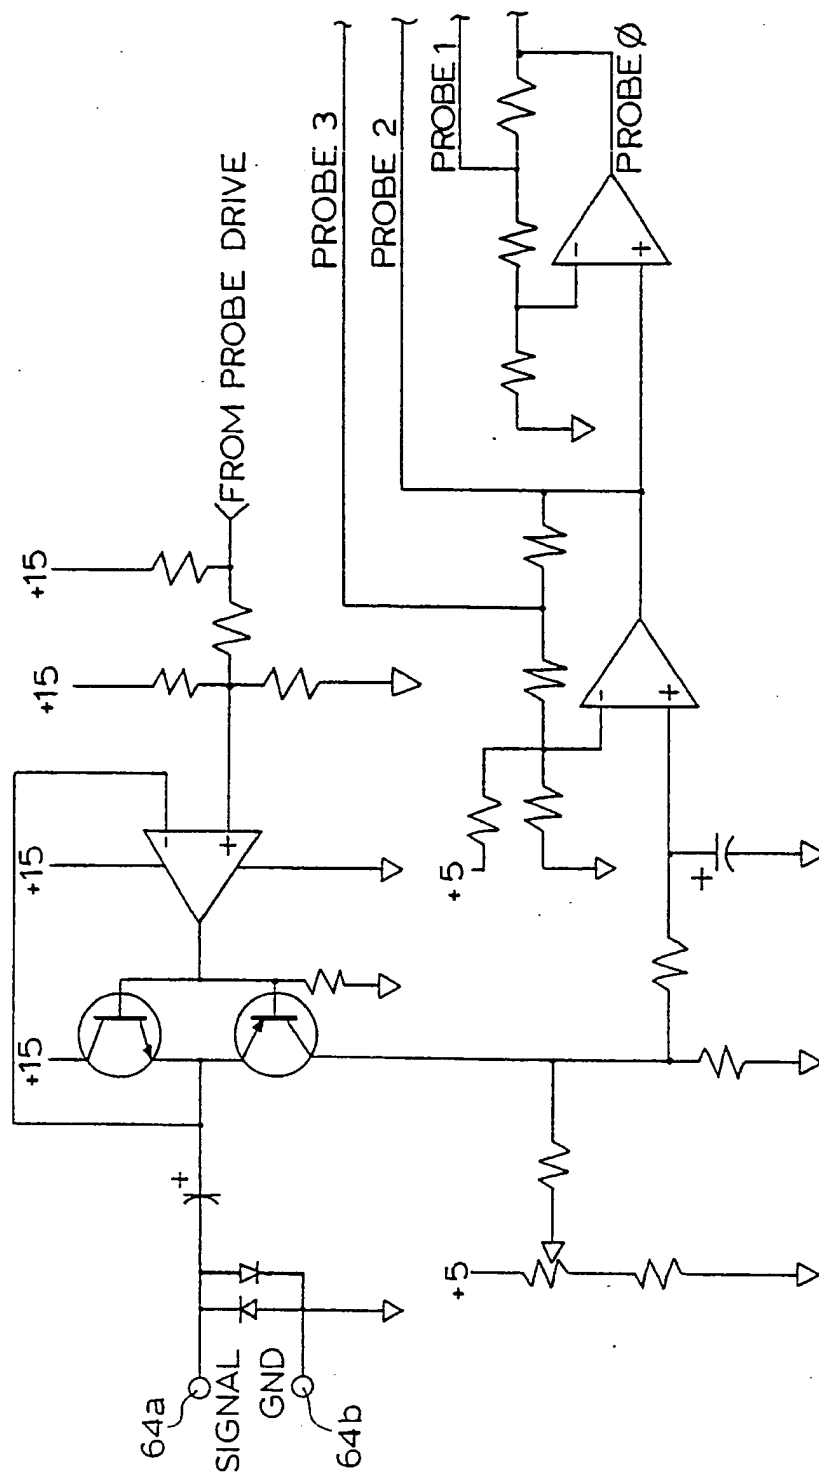 64a
SIGNAL
GND
64b
+15
+15
+15
+15
-
+
FROM PROBE DRIVE
PROBE 3
PROBE 2
PROBE 1
PROBE Ø
-
+
+5
-
+
+
+5
+